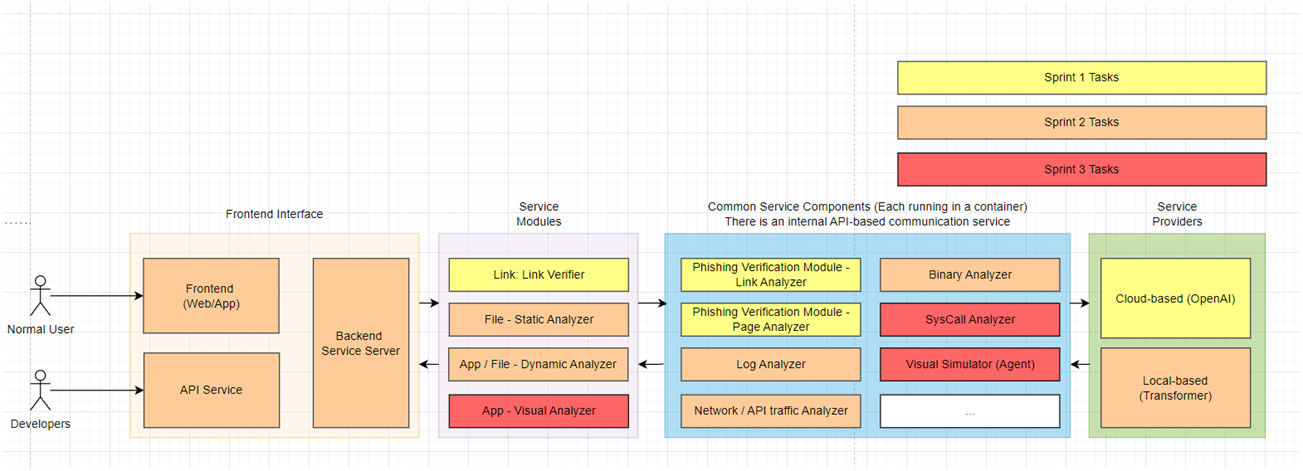 Sprint 1 Tasks
Sprint 2 Tasks
Sprint 3 Tasks
Frontend Interface
Service
Modules
Common Service Components (Each running in a container)
There is an internal API-based communication service
Service
Providers
Normal User
Developers
Frontend
(Web/App)
API Service
Backend
Service Server
Link: Link Verifier
File - Static Analyzer
App / File - Dynamic Analyzer
App - Visual Analyzer
Phishing Verification Module -
Link Analyzer
Phishing Verification Module -
Page Analyzer
Log Analyzer
Network / API traffic Analyzer
Binary Analyzer
SysCall Analyzer
Visual Simulator (Agent)
...
Cloud-based (OpenAI)
Local-based
(Transformer)